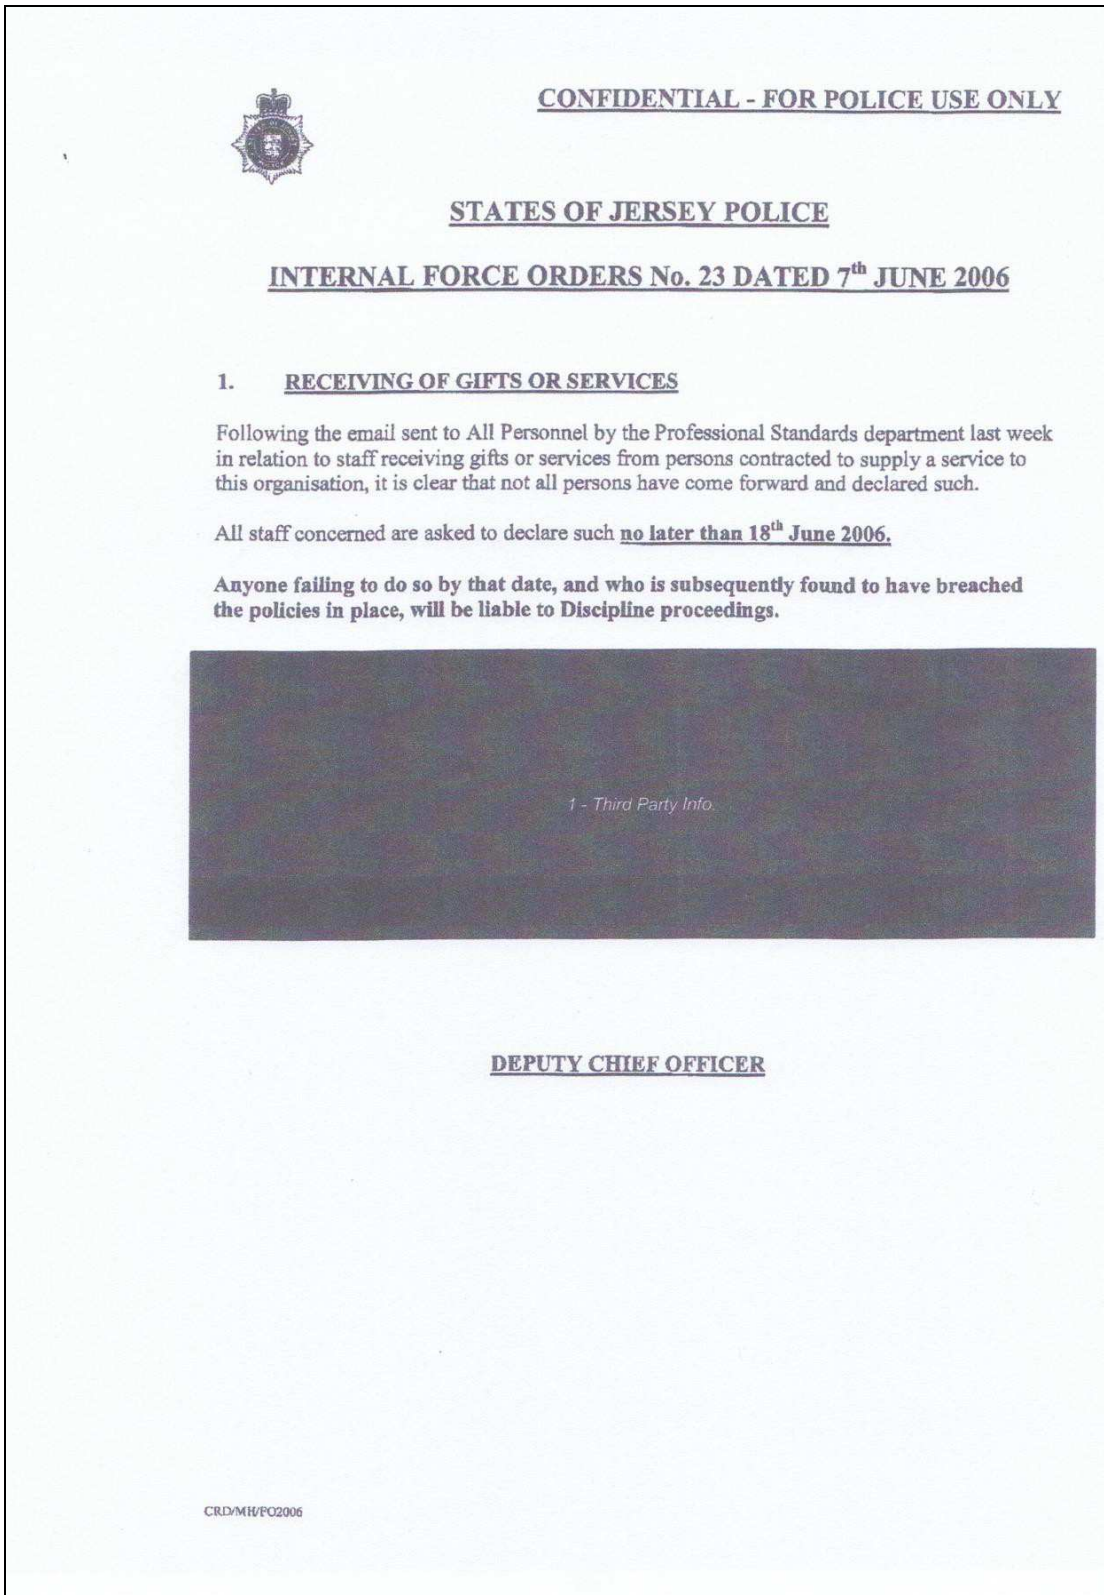 CONFIDENTIAL - FOR POLICE USE ONLY
STATES OF JERSEY POLICE
INTERNAL FORCE ORDERS No. 23 DATED 7th JUNE 2006
1. RECEIVING OF GIFTS OR SERVICES
Following the email sent to All Personnel by the Professional Standards department last week
in relation to staff receiving gifts or services from persons contracted to supply a service to
this organisation, it is clear that not all persons have come forward and declared such.
All staff concerned are asked to declare such no later than 18th June 2006.
Anyone failing to do so by that date, and who is subsequently found to have breached
the policies in place, will be liable to Discipline proceedings.
1 - Third Party Info.
DEPUTY CHIEF OFFICER
CRD/MH/FO2006